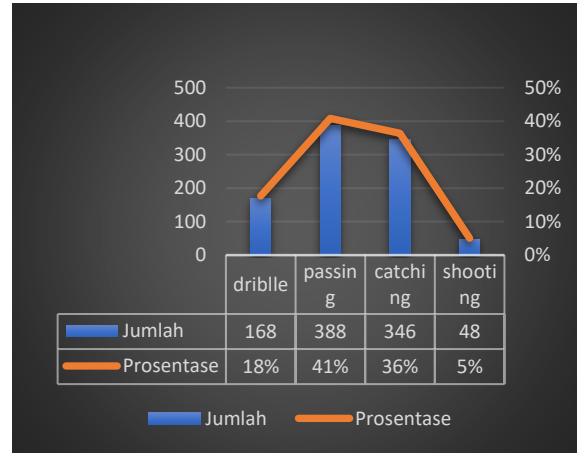 500
400
300
200
100
0
50%
40%
30%
20%
10%
0%
driblle passin
g catchi
ng shooti
ng
Jumlah 168 388 346 48
Prosentase 18% 41% 36% 5%
Jumlah Prosentase